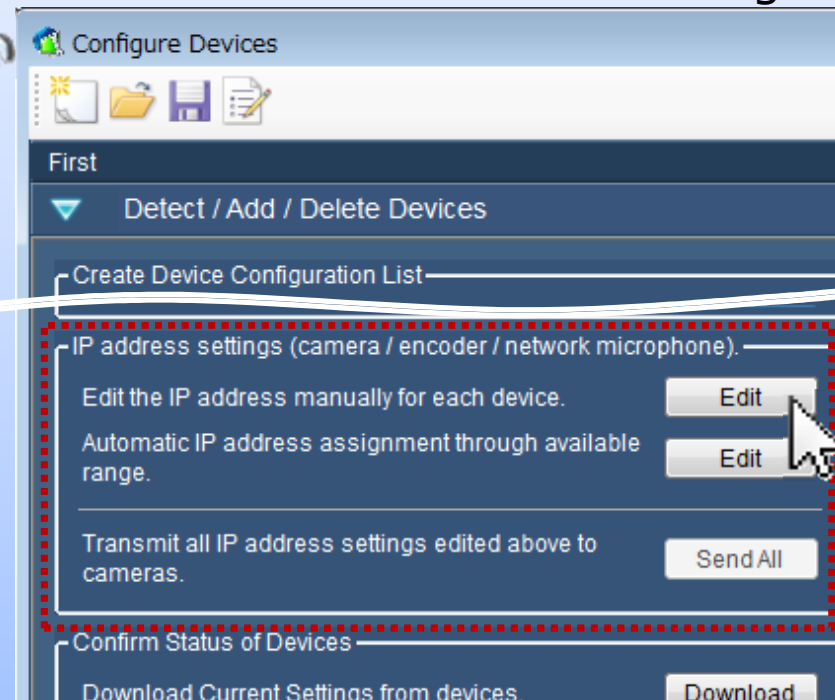 Configure Devices
First
Detect / Add / Delete Devices
Create Device Configuration List
IP address settings (camera / encoder / network microphone).
Edit the IP address manually for each device.
Edit
Automatic IP address assignment through available
range.
Edit
Transmit all IP address settings edited above to
cameras.
Send All
Confirm Status of Devices
Download Current Settings from devices.
Download